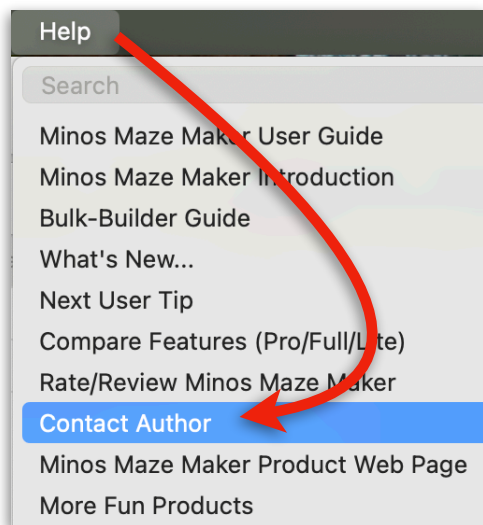 Help
Search
Minos Maze Maker User Guide
Minos Maze Maker Introduction
Bulk-Builder Guide
What's New...
Next User Tip
Compare Features (Pro/Full/Lite)
Rate/Review Minos Maze Maker
Contact Author
Minos Maze Maker Product Web Page
More Fun Products